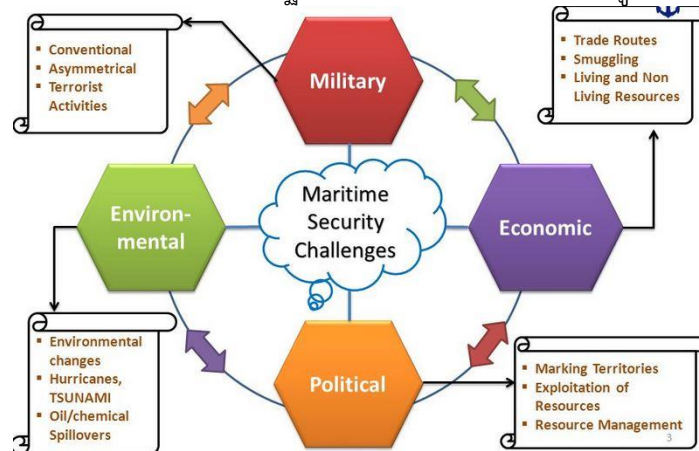 ▪ Conventional
▪ Asymmetrical
▪ Terrorist
Activities
Military
▪ Trade Routes
▪ Smuggling
▪ Living and Non
Living Resources
Environ-
mental
Maritime
Security
Challenges
Economic
▪ Environmental
changes
▪ Hurricanes,
TSUNAMI
▪ Oil/chemical
Spillovers
Political
▪ Marking Territories
▪ Exploitation of
Resources
▪ Resource Management
3